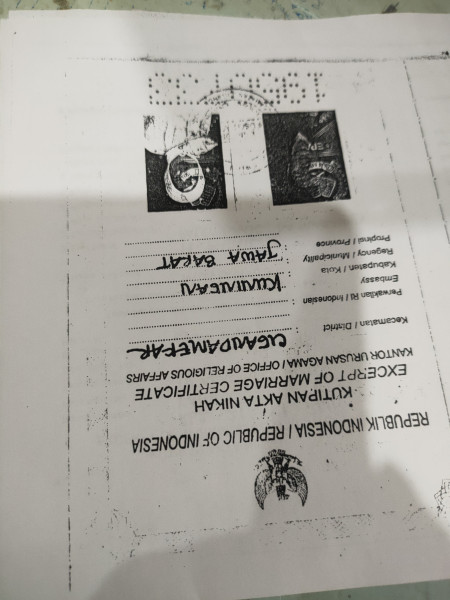 REPUBLIK INDONESIA / REPUBLIC OF INDONESIA
KUTIPAN AKTA NIKAH
EXCERPT OF MARRIAGE CERTIFICATE
KANTOR URUSAN AGAMA / OFFICE OF RELIGIOUS AFFAIRS
Kecamatan / District : CIGANDAMEKAR
Perwakilan RI / Indonesian :
Embassy
Kabupaten / Kota : KUNINGAN
Regency / Municipality
Propinsi / Province : JAWA BARAT